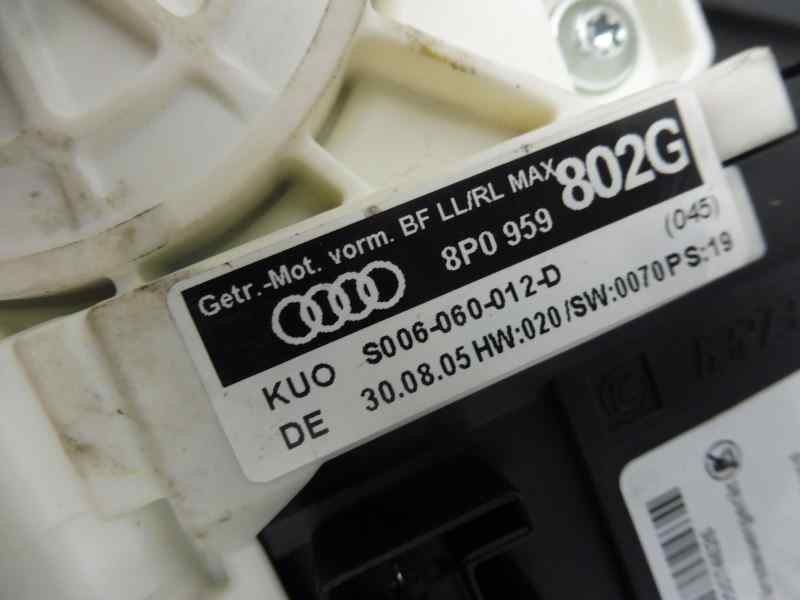 Getr.-Mot. vorm. BF LL/RL MAX
8P0 959 802G
(045)
KUO S006-060-012-D
DE 30.08.05 HW:020/SW:0070 PS:19